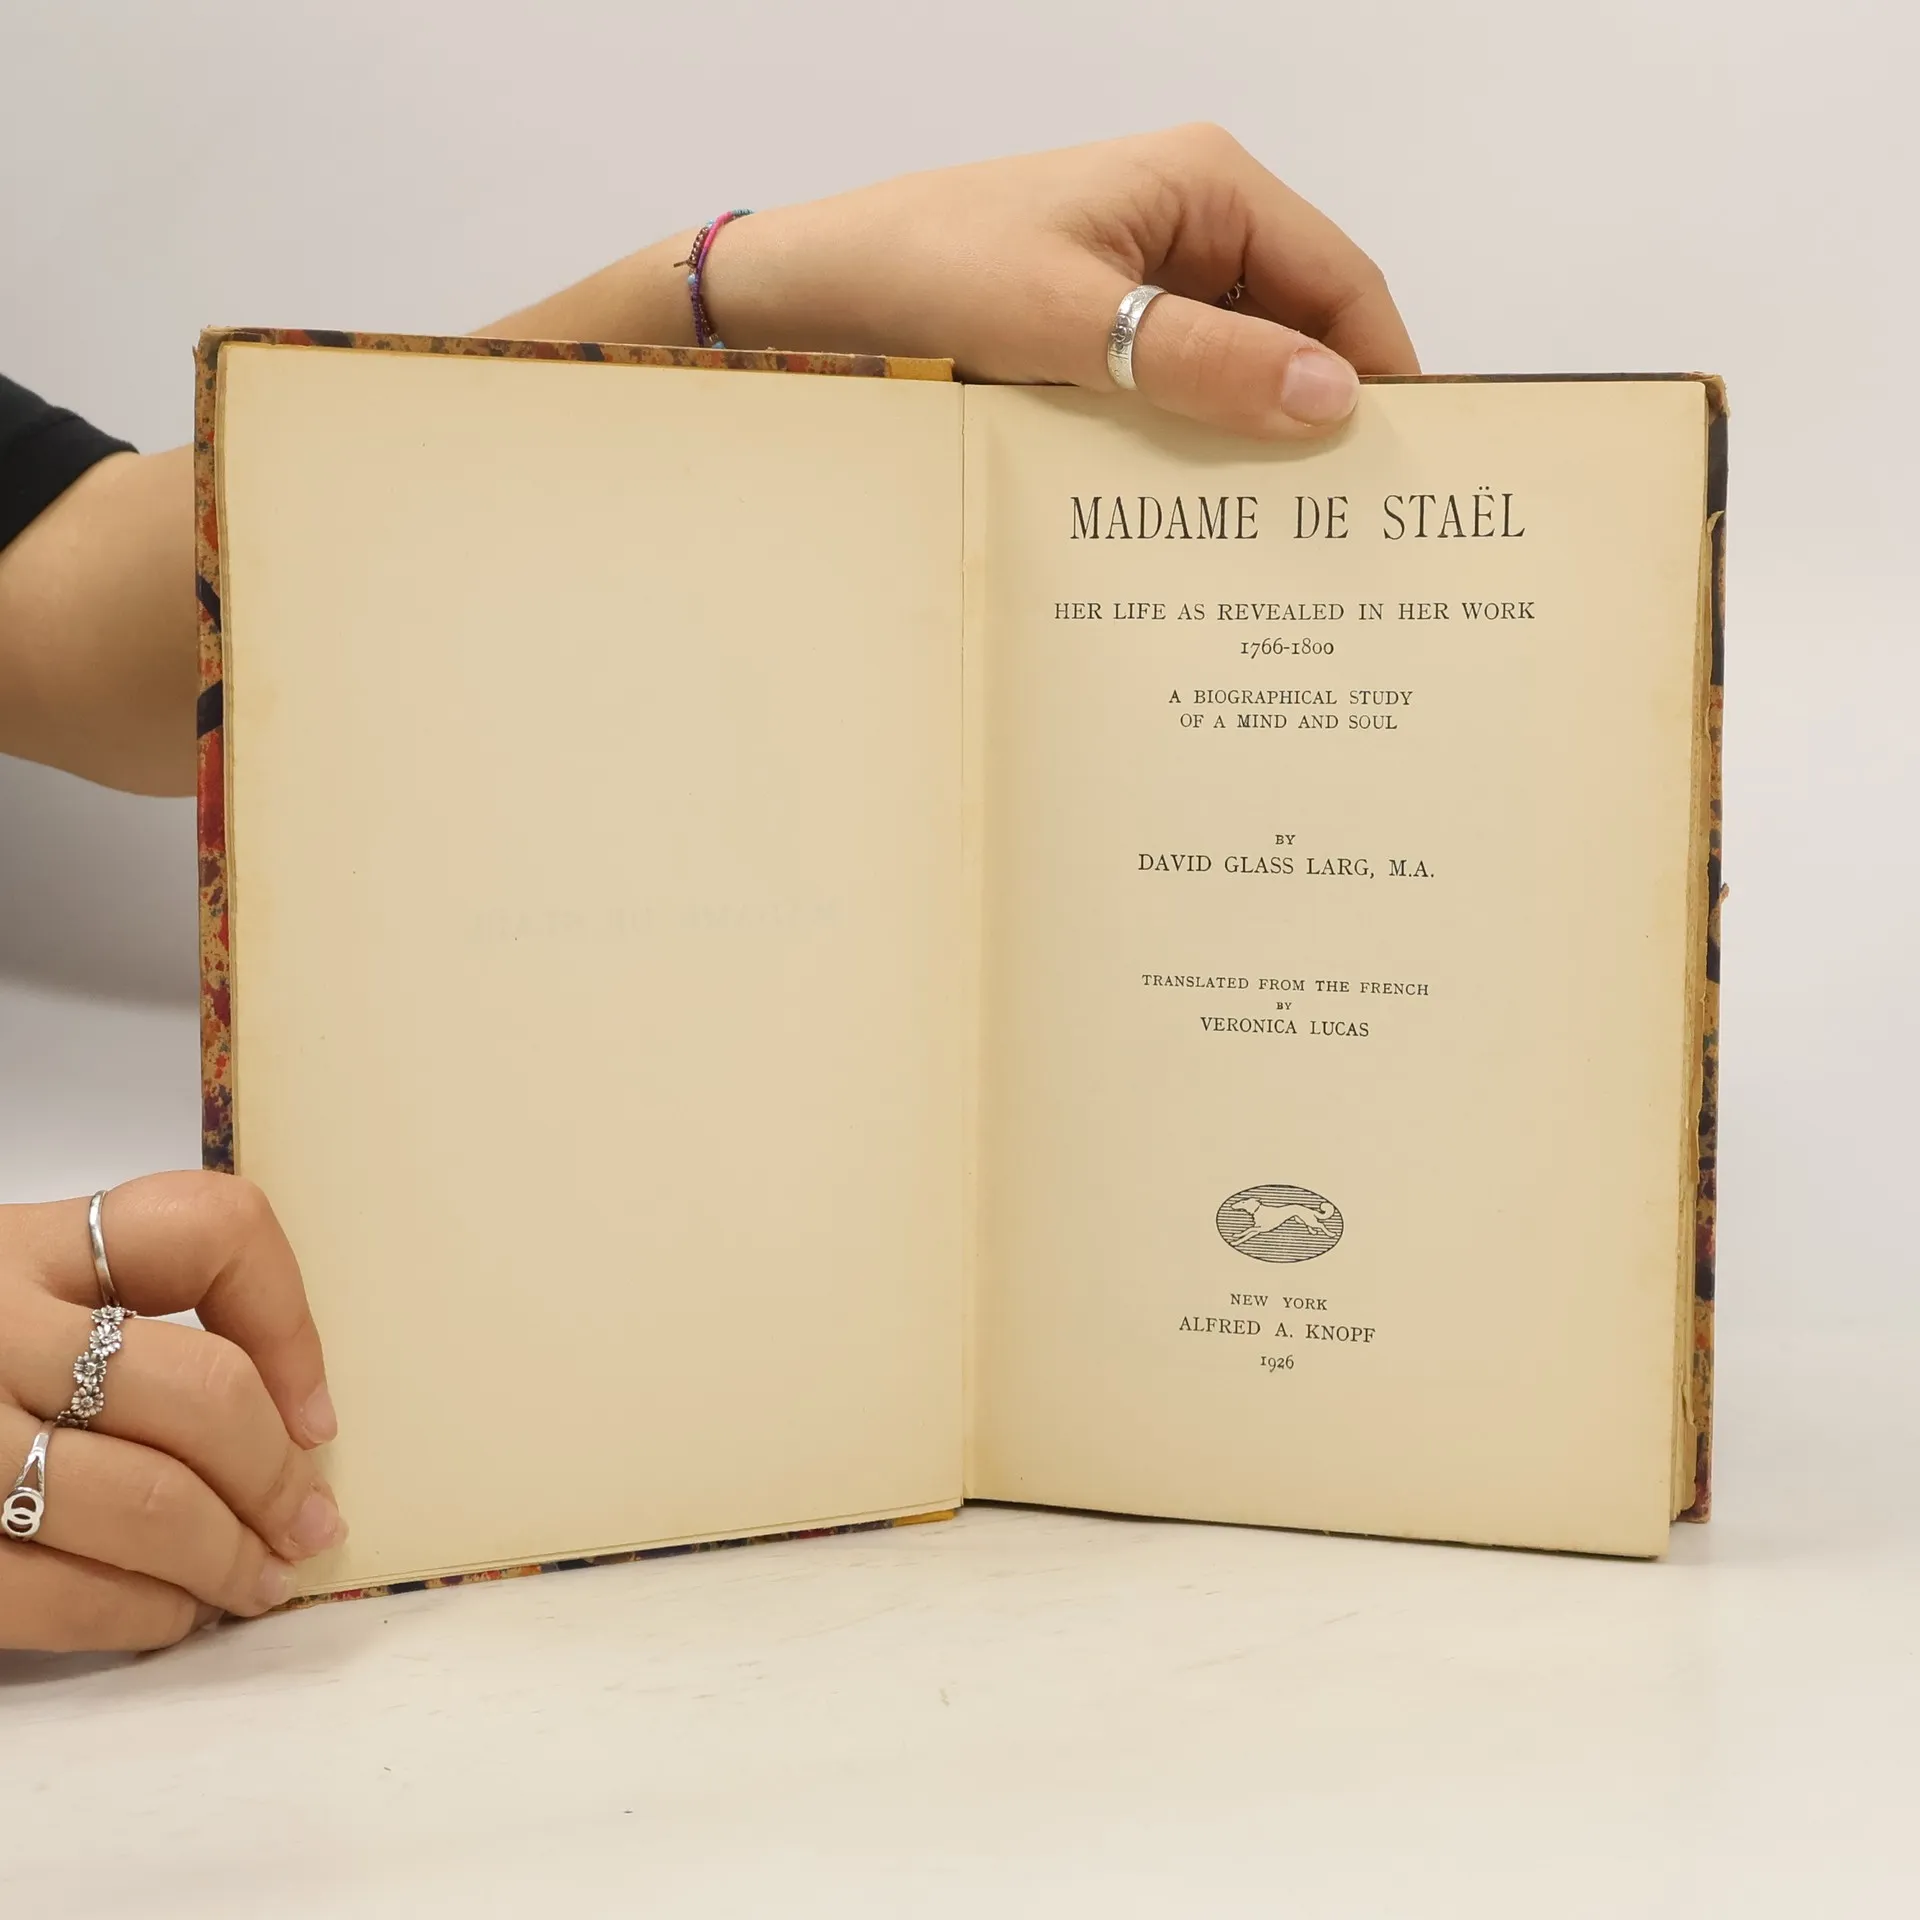 MADAME DE STAËL
HER LIFE AS REVEALED IN HER WORK
1766-1800
A BIOGRAPHICAL STUDY
OF A MIND AND SOUL
BY
DAVID GLASS LARG, M.A.
TRANSLATED FROM THE FRENCH
BY
VERONICA LUCAS
NEW YORK
ALFRED A. KNOPF
1926